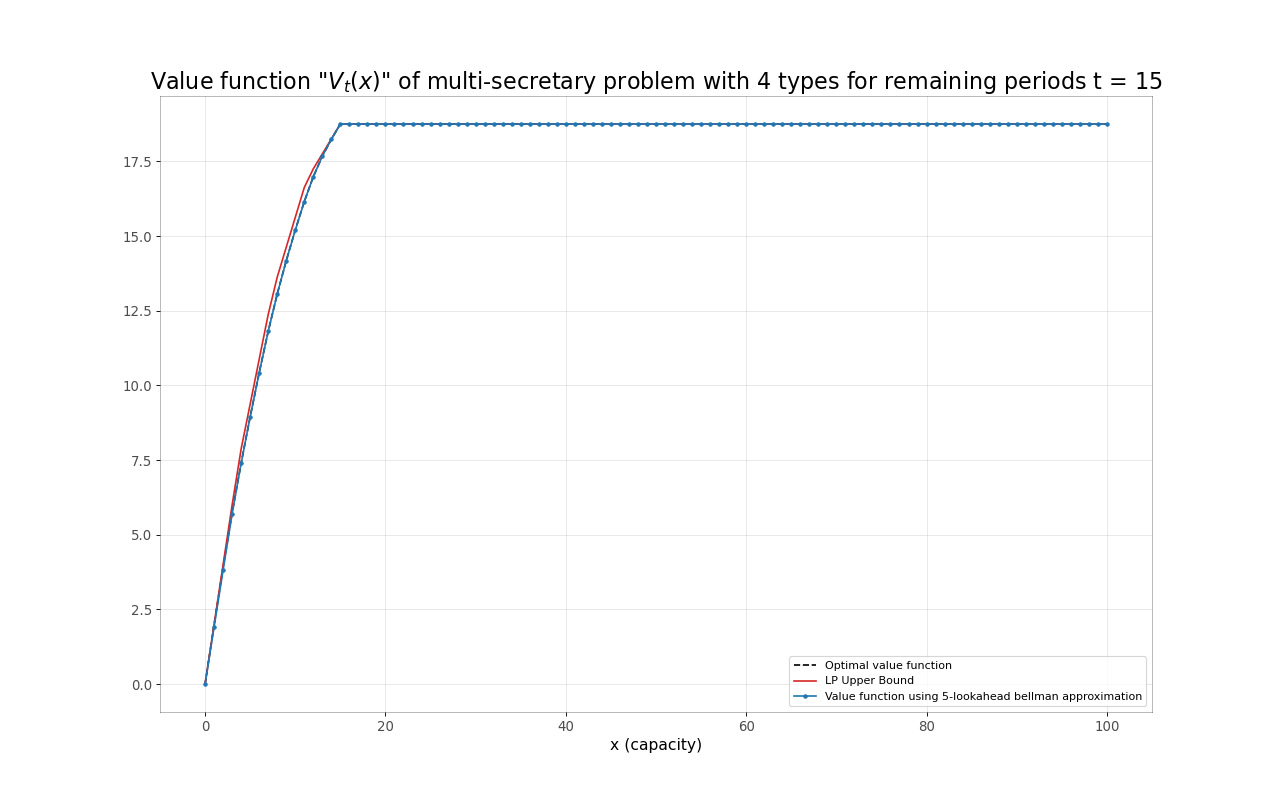 Value function "V_t(x)" of multi-secretary problem with 4 types for remaining periods t = 15
17.5
15.0
12.5
10.0
7.5
5.0
2.5
0.0
Optimal value function
LP Upper Bound
Value function using 5-lookahead bellman approximation
0 20 40 60 80 100
x (capacity)